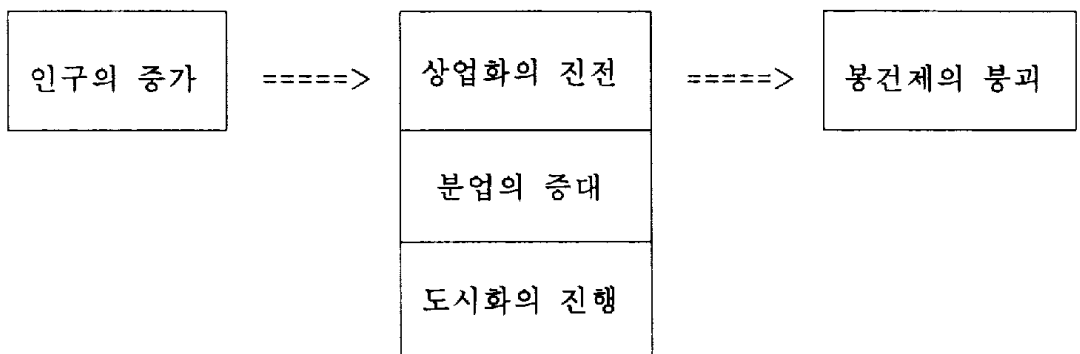 인구의 증가 =====> 상업화의 진전 =====> 봉건제의 붕괴
분업의 증대
도시화의 진행